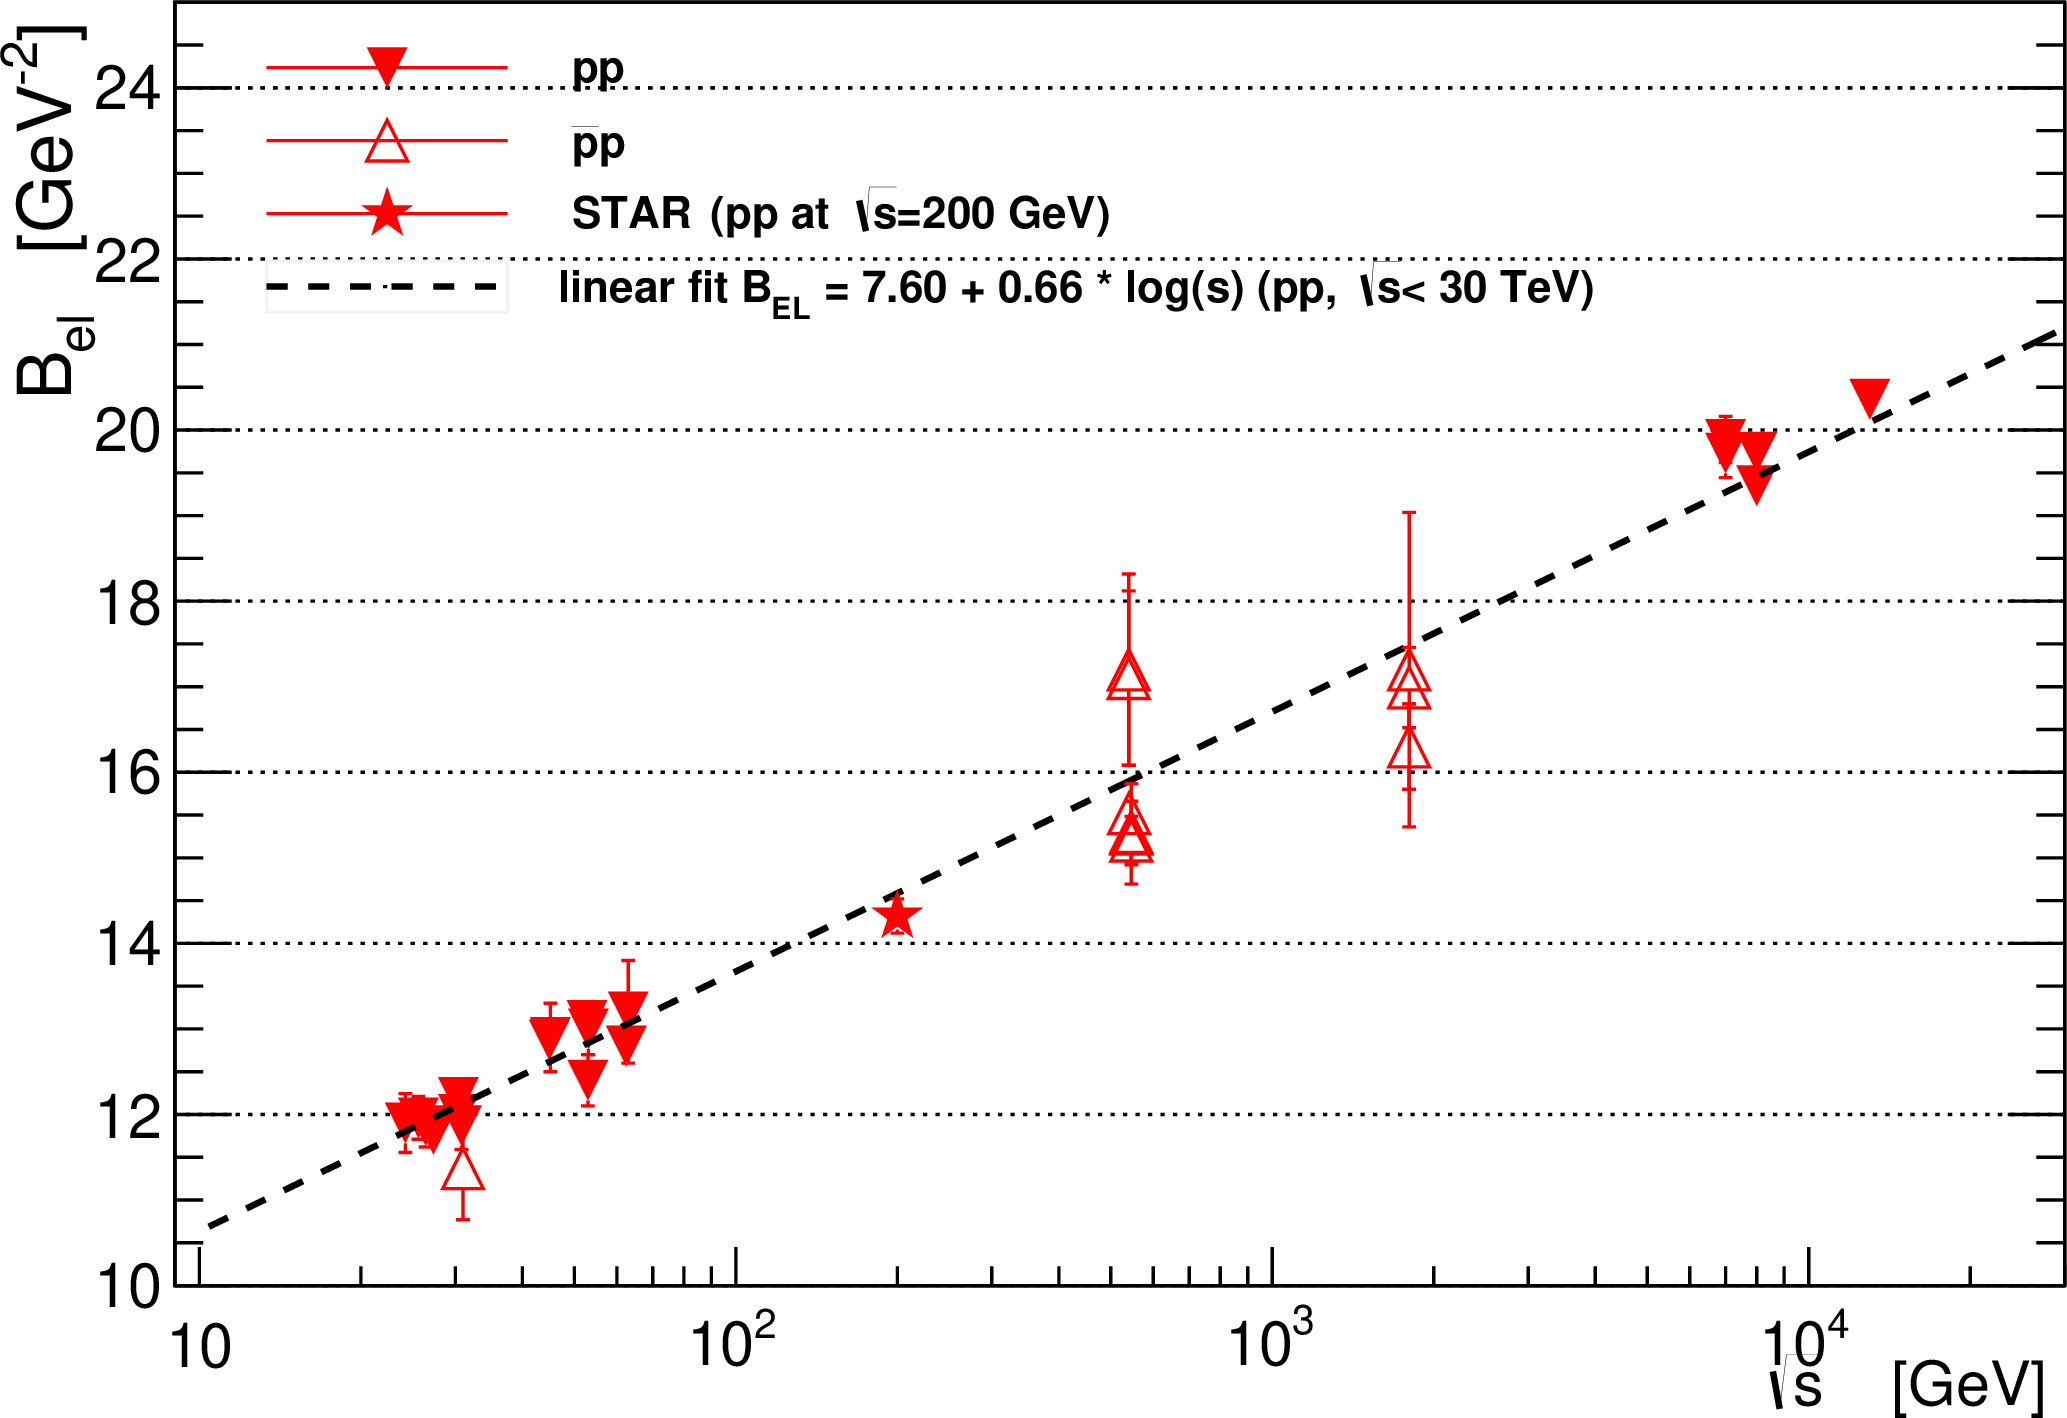 B_el [GeV^-2]
24
22
20
18
16
14
12
10
pp
p̅p
STAR (pp at √s=200 GeV)
linear fit B_EL = 7.60 + 0.66 * log(s) (pp, √s< 30 TeV)
10 10^2 10^3 10^4
√s [GeV]